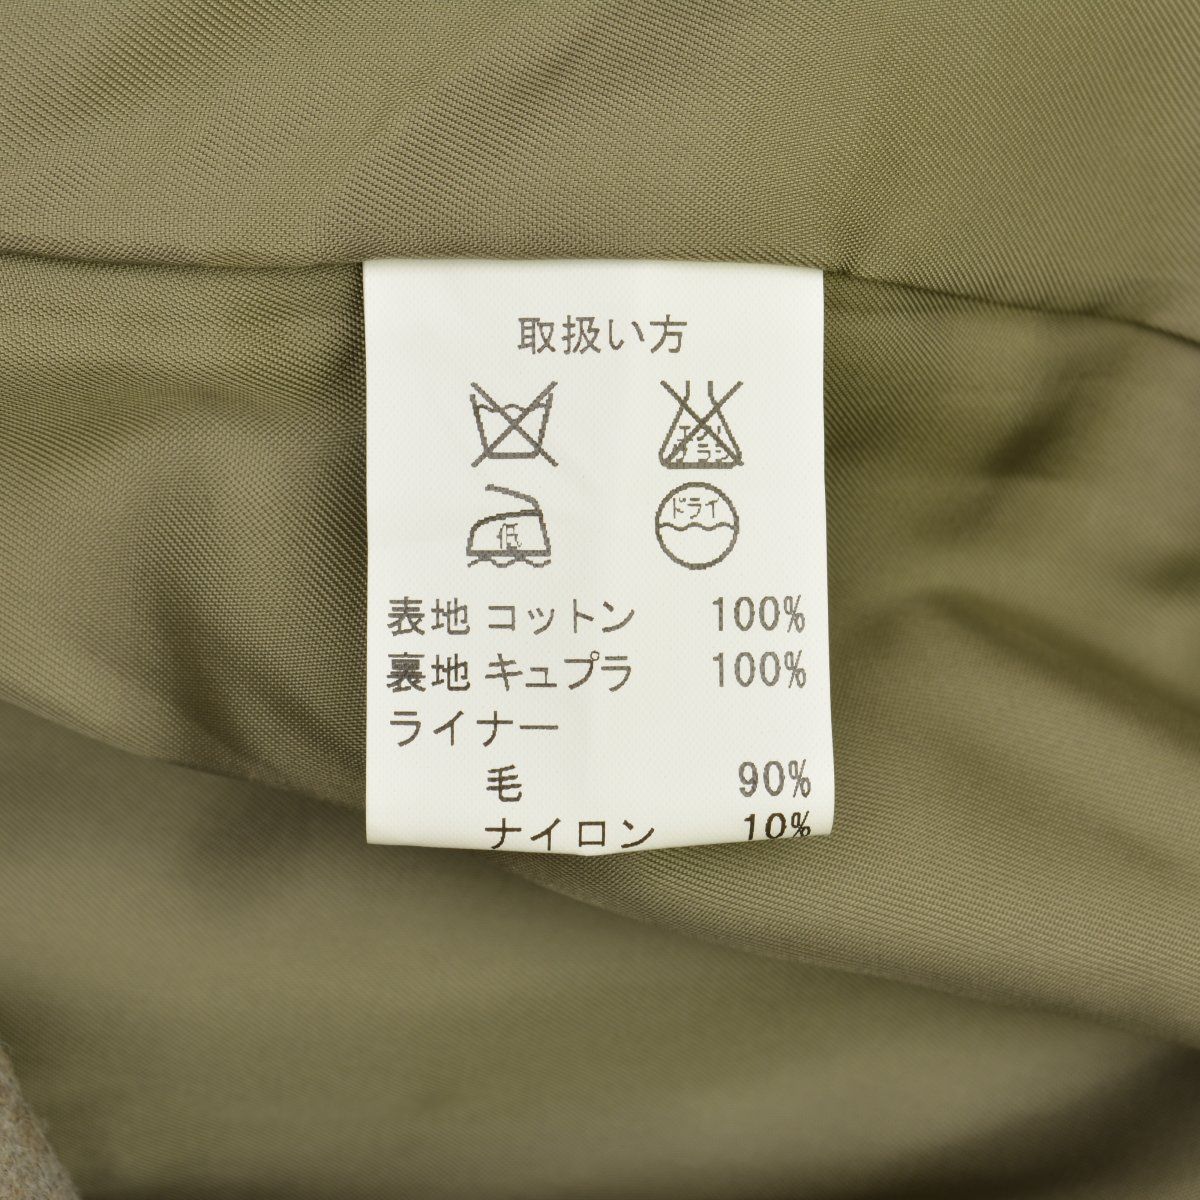 取扱い方
エンソ
サラシ
低
ドライ
表地 コットン 100%
裏地 キュプラ 100%
ライナー
毛 90%
ナイロン 10%